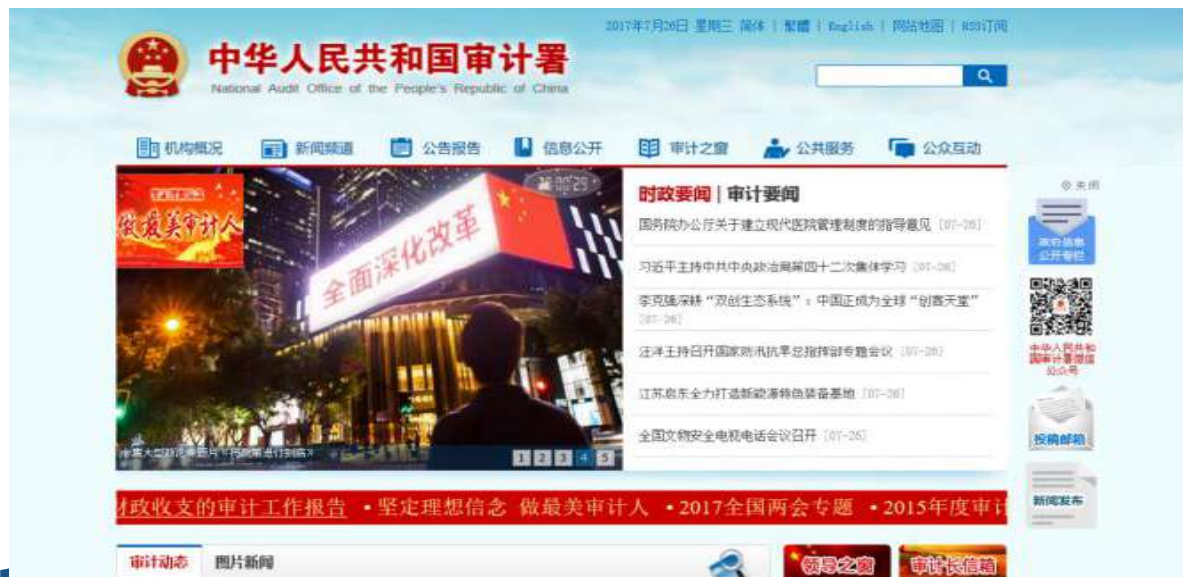 2017年7月26日 星期三 简体 | 繁體 | English | 网站地图 | RSS订阅
中华人民共和国审计署
National Audit Office of the People's Republic of China
机构概况 新闻频道 公告报告 信息公开 审计之窗 公共服务 公众互动
做最美审计人
全面深化改革
1 2 3 4 5
时政要闻 | 审计要闻
国务院办公厅关于建立现代医院管理制度的指导意见 [07-26]
习近平主持中共中央政治局第四十二次集体学习 [07-26]
李克强深耕“双创生态系统”：中国正成为全球“创客天堂”
[07-26]
汪洋主持召开国家防汛抗旱总指挥部专题会议 [07-26]
江苏启东全力打造新能源特色装备基地 [07-26]
全国文物安全电视电话会议召开 [07-26]
关闭
政府信息
公开专栏
中华人民共和
国审计署微信
公众号
投稿邮箱
新闻发布
财政收支的审计工作报告 ▪坚定理想信念 做最美审计人 ▪2017全国两会专题 ▪2015年度审计
审计动态 图片新闻
领导之窗 审计长信箱